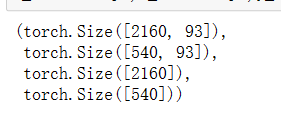 (torch.Size([2160, 93]),
torch.Size([540, 93]),
torch.Size([2160]),
torch.Size([540]))